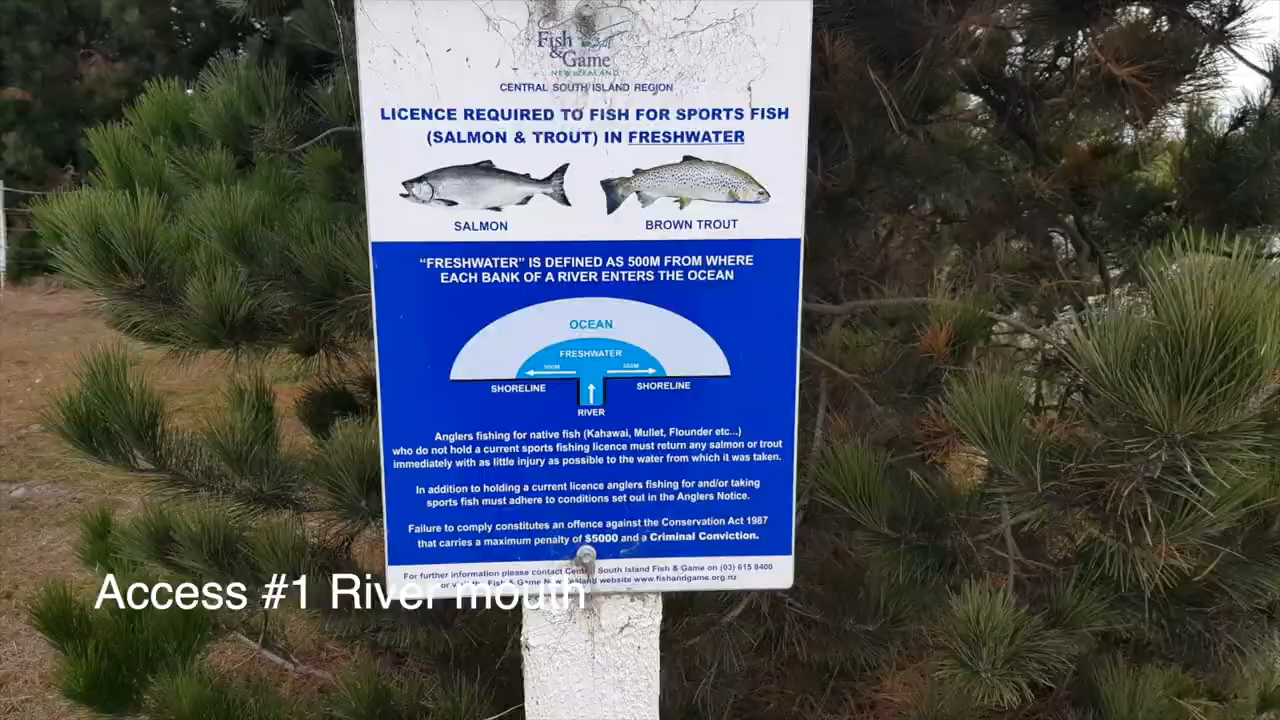 Fish
& Game
NEW ZEALAND
CENTRAL SOUTH ISLAND REGION
LICENCE REQUIRED TO FISH FOR SPORTS FISH
(SALMON & TROUT) IN FRESHWATER
SALMON
BROWN TROUT
“FRESHWATER” IS DEFINED AS 500M FROM WHERE
EACH BANK OF A RIVER ENTERS THE OCEAN
OCEAN
FRESHWATER
500M
500M
SHORELINE
SHORELINE
RIVER
Anglers fishing for native fish (Kahawai, Mullet, Flounder etc...)
who do not hold a current sports fishing licence must return any salmon or trout
immediately with as little injury as possible to the water from which it was taken.
In addition to holding a current licence anglers fishing for and/or taking
sports fish must adhere to conditions set out in the Anglers Notice.
Failure to comply constitutes an offence against the Conservation Act 1987
that carries a maximum penalty of $5000 and a Criminal Conviction.
For further information please contact Central South Island Fish & Game on (03) 615 8400
or visit the Fish & Game New Zealand website www.fishandgame.org.nz
Access #1 River mouth